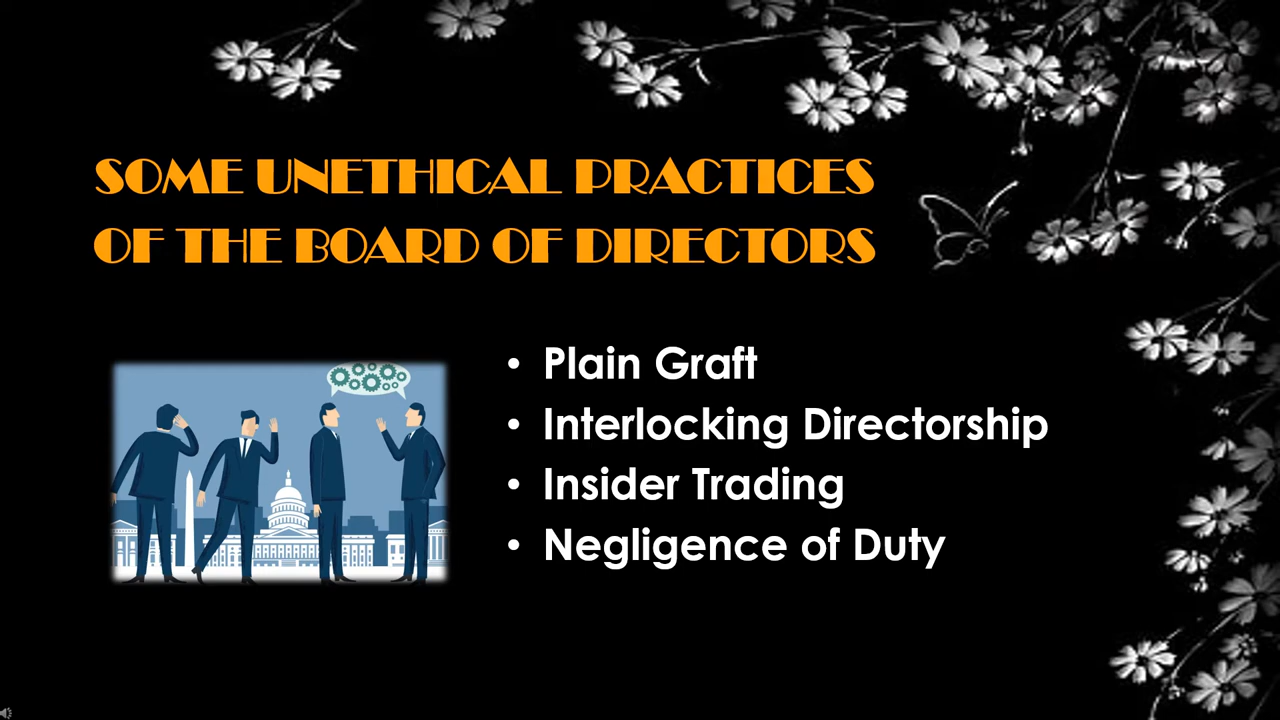 SOME UNETHICAL PRACTICES
OF THE BOARD OF DIRECTORS
• Plain Graft
• Interlocking Directorship
• Insider Trading
• Negligence of Duty